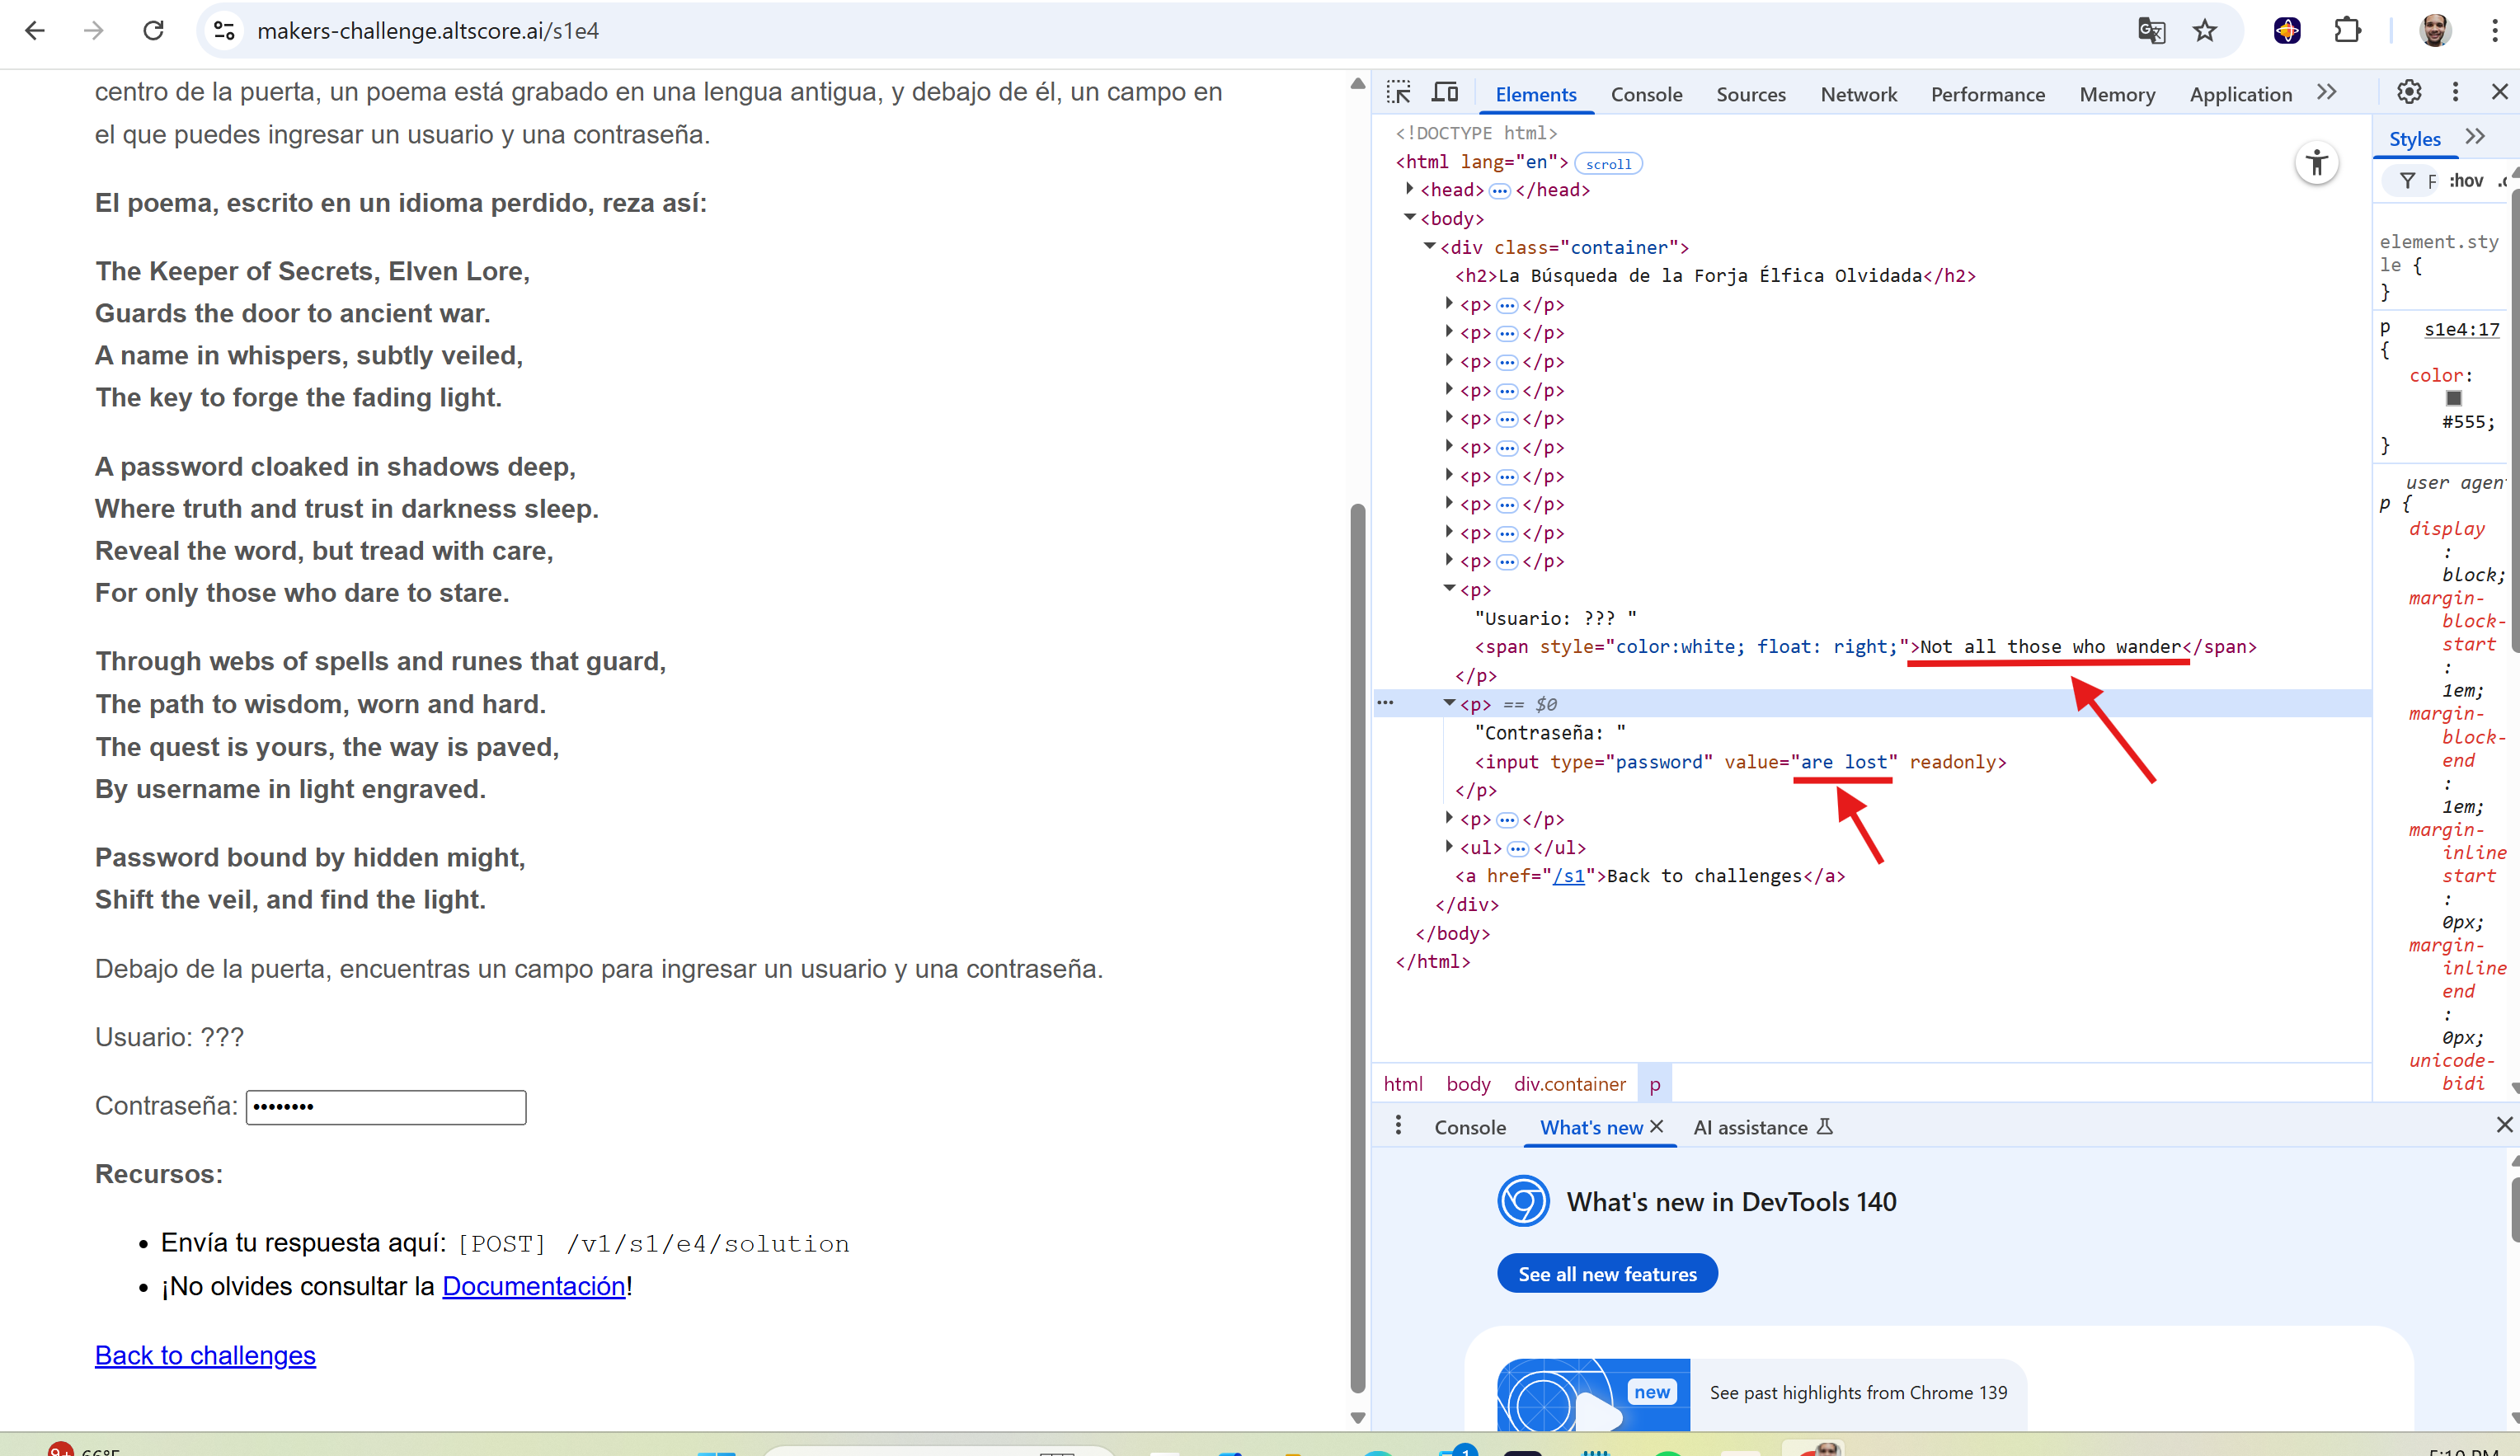 makers-challenge.altscore.ai/s1e4
centro de la puerta, un poema está grabado en una lengua antigua, y debajo de él, un campo en
el que puedes ingresar un usuario y una contraseña.
El poema, escrito en un idioma perdido, reza así:
The Keeper of Secrets, Elven Lore,
Guards the door to ancient war.
A name in whispers, subtly veiled,
The key to forge the fading light.
A password cloaked in shadows deep,
Where truth and trust in darkness sleep.
Reveal the word, but tread with care,
For only those who dare to stare.
Through webs of spells and runes that guard,
The path to wisdom, worn and hard.
The quest is yours, the way is paved,
By username in light engraved.
Password bound by hidden might,
Shift the veil, and find the light.
Debajo de la puerta, encuentras un campo para ingresar un usuario y una contraseña.
Usuario: ???
Contraseña: ••••••••
Recursos:
• Envía tu respuesta aquí: [POST] /v1/s1/e4/solution
• ¡No olvides consultar la Documentación!
Back to challenges
Elements Console Sources Network Performance Memory Application
<!DOCTYPE html>
<html lang="en"> scroll
<head> ••• </head>
<body>
<div class="container">
<h2>La Búsqueda de la Forja Élfica Olvidada</h2>
<p> ••• </p>
<p> ••• </p>
<p> ••• </p>
<p> ••• </p>
<p> ••• </p>
<p> ••• </p>
<p> ••• </p>
<p> ••• </p>
<p> ••• </p>
<p> ••• </p>
<p>
"Usuario: ??? "
<span style="color:white; float: right;">Not all those who wander</span>
</p>
••• <p> == $0
"Contraseña: "
<input type="password" value="are lost" readonly>
</p>
<p> ••• </p>
<ul> ••• </ul>
<a href="/s1">Back to challenges</a>
</div>
</body>
</html>
html body div.container p
Styles
F :hov .c
element.sty
le {
}
p s1e4:17
{
color:
#555;
}
user agen
p {
display
:
block;
margin-
block-
start
:
1em;
margin-
block-
end
:
1em;
margin-
inline
start
:
0px;
margin-
inline
end
:
0px;
unicode-
bidi
Console What's new AI assistance
What's new in DevTools 140
See all new features
new
See past highlights from Chrome 139
9+
66°F
1
5:10 PM